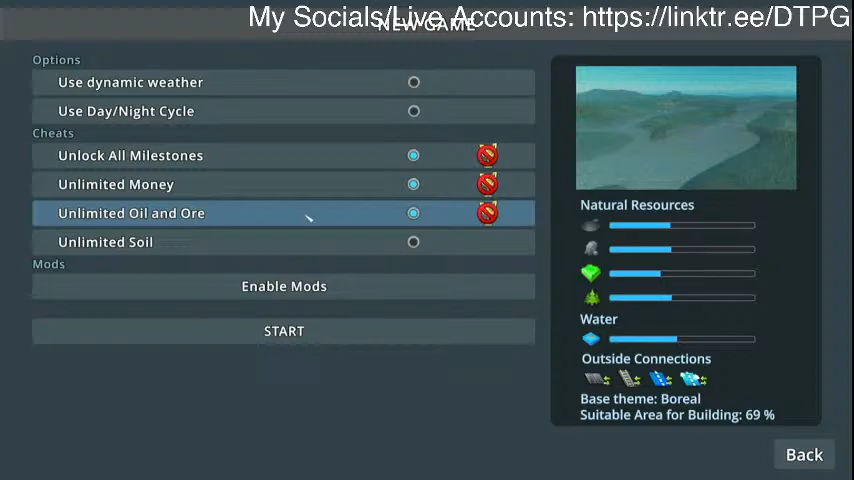 My Socials/Live Accounts: https://linktr.ee/DTPG
NEW GAME
Options
Use dynamic weather
Use Day/Night Cycle
Cheats
Unlock All Milestones
Unlimited Money
Unlimited Oil and Ore
Unlimited Soil
Mods
Enable Mods
START
Natural Resources
Water
Outside Connections
Base theme: Boreal
Suitable Area for Building: 69 %
Back